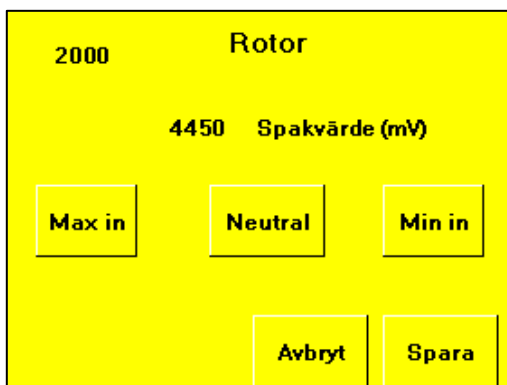 2000 Rotor
4450 Spakvärde (mV)
Max in Neutral Min in
Avbryt Spara